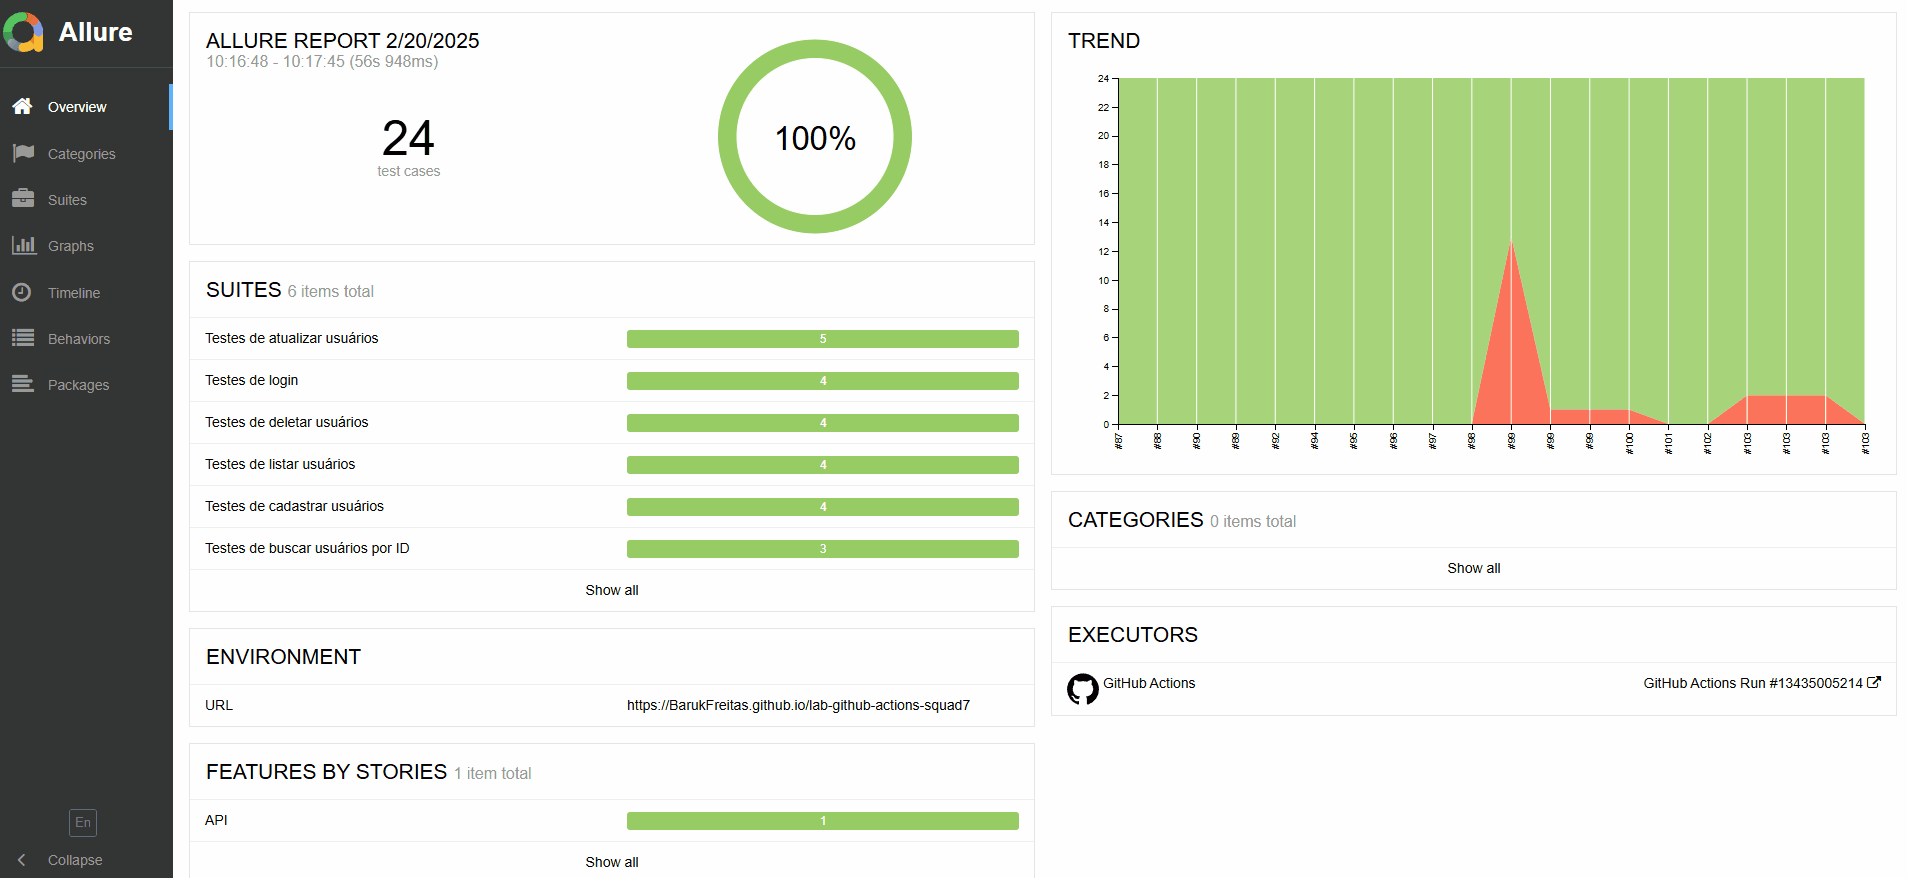 Allure
Overview
Categories
Suites
Graphs
Timeline
Behaviors
Packages
En
Collapse
ALLURE REPORT 2/20/2025
10:16:48 - 10:17:45 (56s 948ms)
24
test cases
100%
SUITES 6 items total
Testes de atualizar usuários 5
Testes de login 4
Testes de deletar usuários 4
Testes de listar usuários 4
Testes de cadastrar usuários 4
Testes de buscar usuários por ID 3
Show all
ENVIRONMENT
URL https://BarukFreitas.github.io/lab-github-actions-squad7
FEATURES BY STORIES 1 item total
API 1
Show all
TREND
24
22
20
18
16
14
12
10
8
6
4
2
0
#87 #88 #90 #89 #92 #94 #95 #96 #97 #98 #99 #99 #99 #100 #101 #102 #103 #103 #103 #103
CATEGORIES 0 items total
Show all
EXECUTORS
GitHub Actions GitHub Actions Run #13435005214